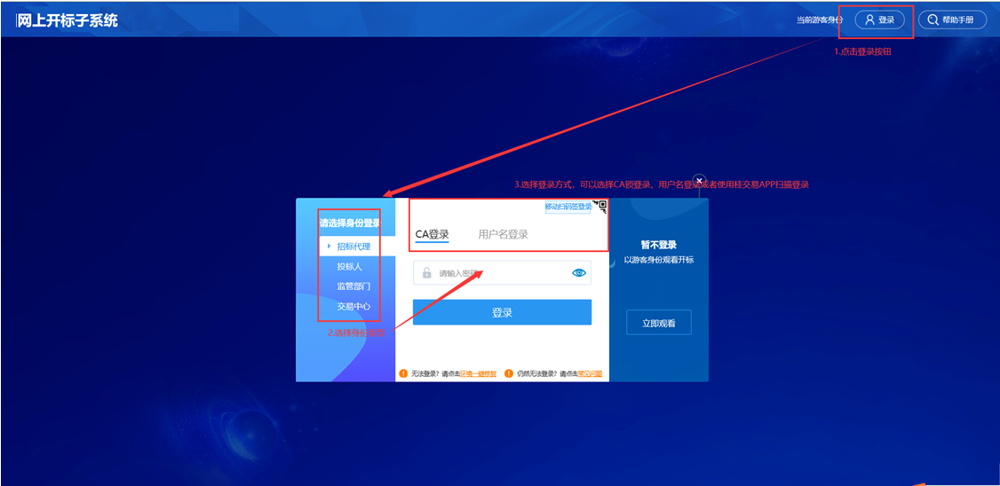 网上开标子系统
当前游客身份
登录
帮助手册
1.点击登录按钮
3.选择登录方式，可以选择CA锁登录、用户名登录或者使用桂交易APP扫描登录
请选择身份登录
招标代理
投标人
监管部门
交易中心
2.选择身份
移动扫码签登录
CA登录
用户名登录
请输入密码
登录
无法登录？请点击环境一键修复
仍然无法登录？请点击常见问题
暂不登录
以游客身份观看开标
立即观看